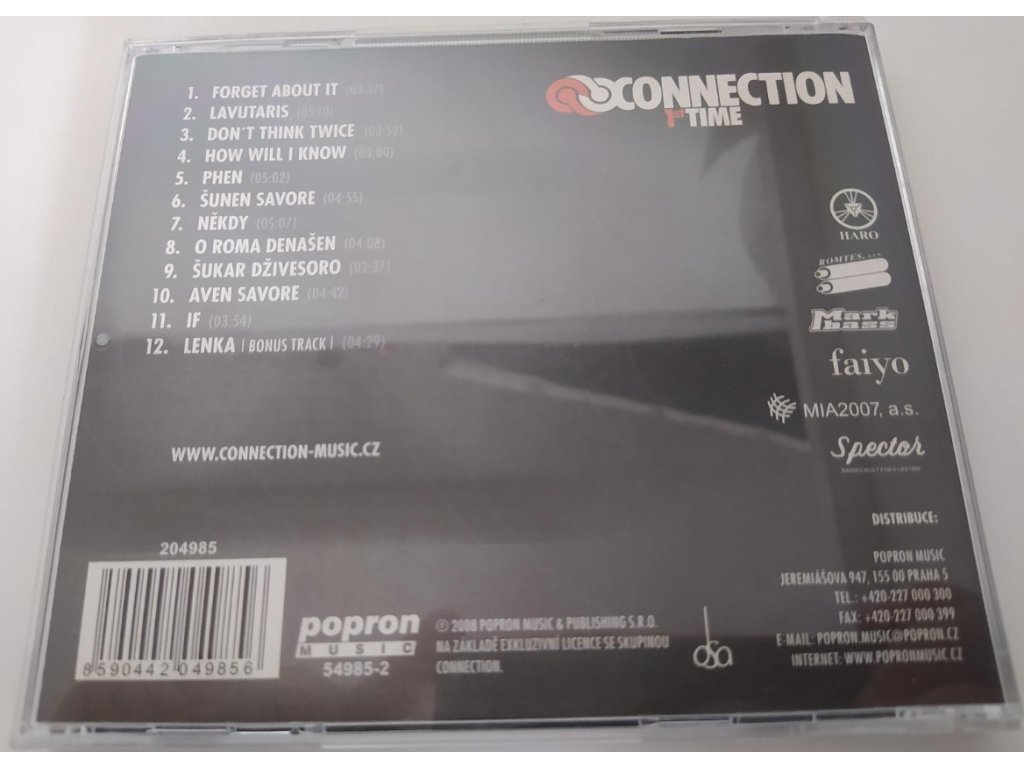 1. FORGET ABOUT IT (03:37)
2. LAVUTARIS (05:10)
3. DON´T THINK TWICE (03:52)
4. HOW WILL I KNOW (03:00)
5. PHEN (05:02)
6. ŠUNEN SAVORE (04:55)
7. NĚKDY (05:07)
8. O ROMA DENAŠEN (04:08)
9. ŠUKAR DŽIVESORO (03:37)
10. AVEN SAVORE (04:42)
11. IF (03:54)
12. LENKA | BONUS TRACK | (04:29)
CONNECTION
1st TIME
HARO
ROMTES, s.r.o.
Mark bass
faiyo
MIA2007, a.s.
Spector
BASSES BUILT FOR A LIFETIME
WWW.CONNECTION-MUSIC.CZ
DISTRIBUCE:
POPRON MUSIC
JEREMIÁŠOVA 947, 155 00 PRAHA 5
TEL.: +420-227 000 300
FAX: +420-227 000 399
E-MAIL: POPRON.MUSIC@POPRON.CZ
INTERNET: WWW.POPRONMUSIC.CZ
204985
8590442049856
popron
MUSIC
54985-2
℗ 2008 POPRON MUSIC & PUBLISHING S.R.O.
NA ZÁKLADĚ EXKLUZIVNÍ LICENCE SE SKUPINOU
CONNECTION.
osa